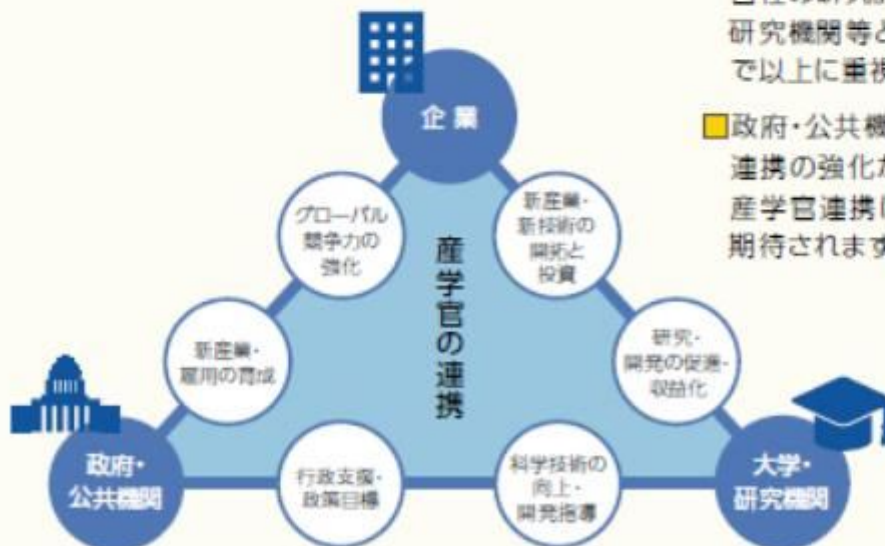 研究機関等と
で以上に重視
■政府・公共機
連携の強化が
産学官連携に
期待されます
企業
グローバル
競争力の
強化
新産業・
新技術の
開拓と
投資
産学官の連携
新産業・
雇用の育成
研究・
開発の促進・
収益化
政府・
公共機関
行政支援・
政策目標
科学技術の
向上・
開発指導
大学・
研究機関